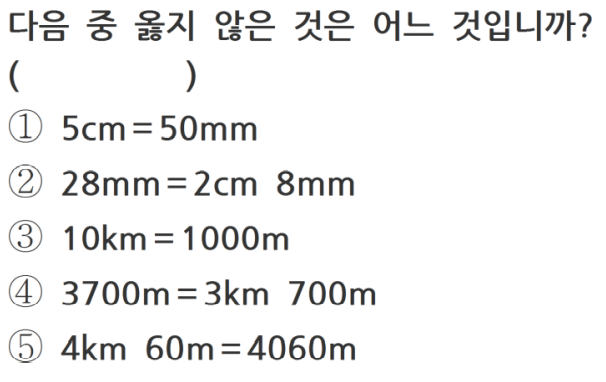 다음 중 옳지 않은 것은 어느 것입니까?
(          )
① 5cm=50mm
② 28mm=2cm 8mm
③ 10km=1000m
④ 3700m=3km 700m
⑤ 4km 60m=4060m